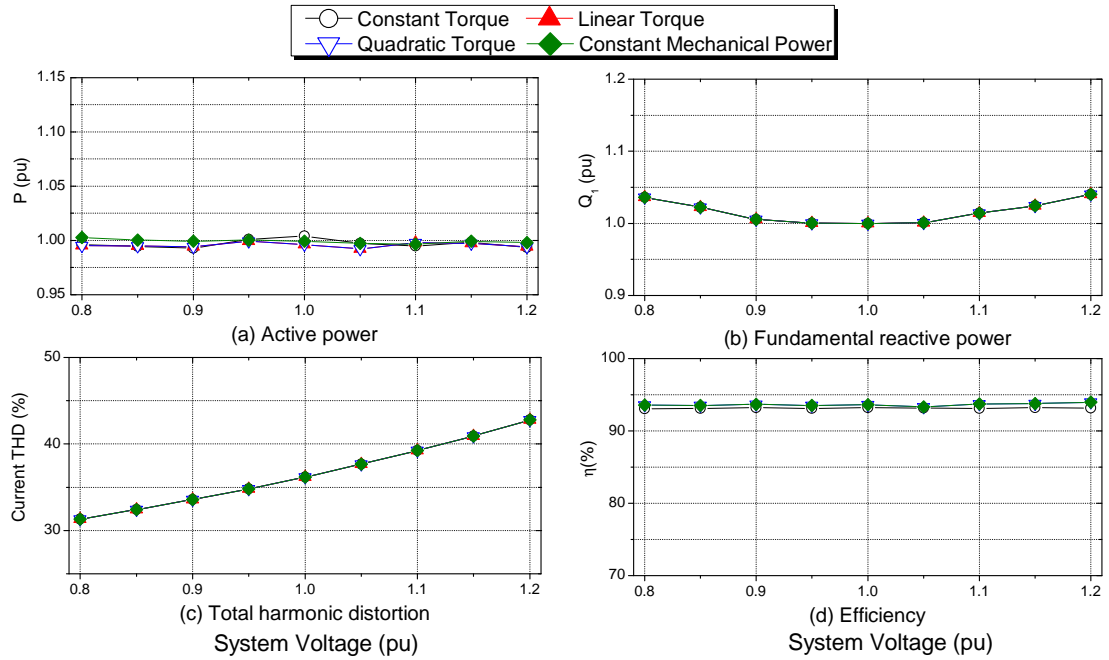 Constant Torque Linear Torque
Quadratic Torque Constant Mechanical Power
1.15
1.10
1.05
1.00
0.95
P (pu)
0.8 0.9 1.0 1.1 1.2
(a) Active power
1.2
1.1
1.0
0.9
Q1 (pu)
0.8 0.9 1.0 1.1 1.2
(b) Fundamental reactive power
50
40
30
Current THD (%)
0.8 0.9 1.0 1.1 1.2
(c) Total harmonic distortion
System Voltage (pu)
100
90
80
70
η(%)
0.8 0.9 1.0 1.1 1.2
(d) Efficiency
System Voltage (pu)